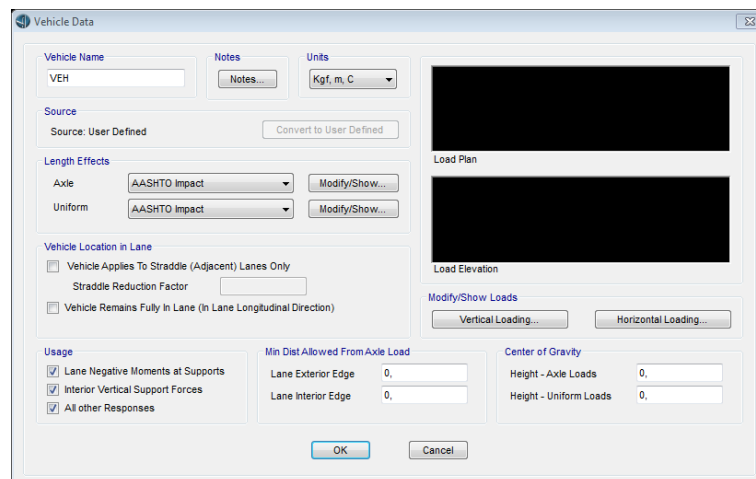 Vehicle Data
Vehicle Name
VEH
Notes
Notes...
Units
Kgf, m, C
Source
Source: User Defined
Convert to User Defined
Length Effects
Axle
AASHTO Impact
Modify/Show...
Uniform
AASHTO Impact
Modify/Show...
Load Plan
Load Elevation
Vehicle Location in Lane
Vehicle Applies To Straddle (Adjacent) Lanes Only
Straddle Reduction Factor
Vehicle Remains Fully In Lane (In Lane Longitudinal Direction)
Modify/Show Loads
Vertical Loading...
Horizontal Loading...
Usage
Lane Negative Moments at Supports
Interior Vertical Support Forces
All other Responses
Min Dist Allowed From Axle Load
Lane Exterior Edge
0,
Lane Interior Edge
0,
Center of Gravity
Height - Axle Loads
0,
Height - Uniform Loads
0,
OK
Cancel